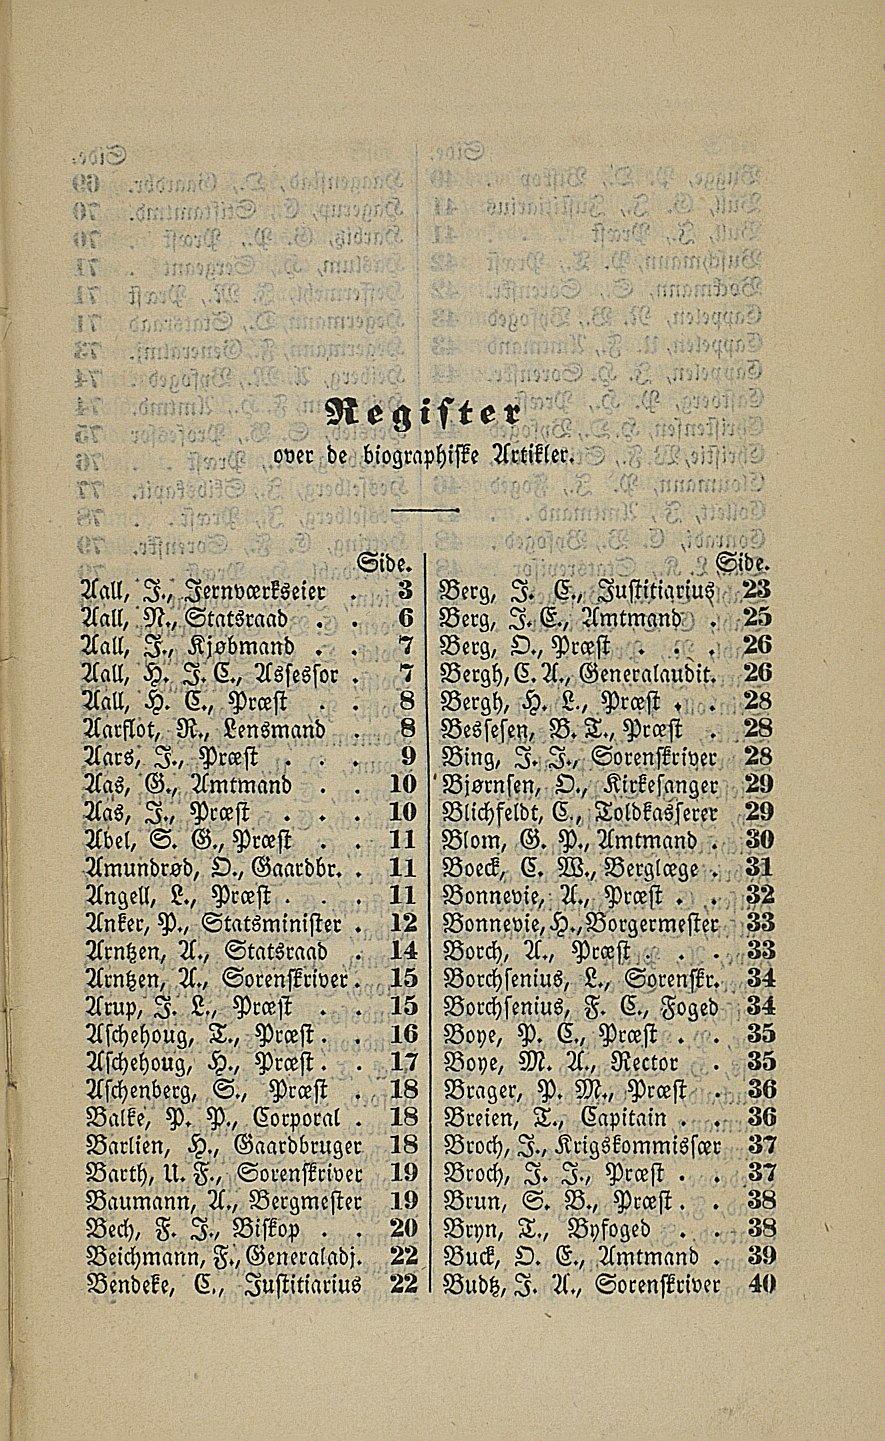 Register
over de biographiske Artikler.
Side.
Aall, J., Jernværkseier . 3
Aall, N., Statsraad . . 6
Aall, J., Kjøbmand . . 7
Aall, H. J. C., Assessor . 7
Aall, H. C., Præst . . 8
Aarflot, R., Lensmand . 8
Aars, J., Præst . . . 9
Aas, G., Amtmand . . 10
Aas, J., Præst . . . 10
Abel, S. G., Præst . . 11
Amundrød, O., Gaardbr. . 11
Angell, L., Præst . . . 11
Anker, P., Statsminister . 12
Arntzen, A., Statsraad . 14
Arntzen, A., Sorenskriver . 15
Arup, J. L., Præst . . 15
Aschehoug, T., Præst . . 16
Aschehoug, H., Præst . . 17
Aschenberg, S., Præst . 18
Balke, P. P., Corporal . 18
Barlien, H., Gaardbruger 18
Barth, U. F., Sorenskriver 19
Baumann, A., Bergmester 19
Bech, F. J., Biskop . . 20
Beichmann, F., Generaladj. 22
Bendeke, C., Justitiarius 22
Side.
Berg, J. C., Justitiarius 23
Berg, J. C., Amtmand . 25
Berg, O., Præst . . . 26
Bergh, C. A., Generalaudit. 26
Bergh, H. L., Præst . . 28
Bessesen, B. T., Præst . 28
Bing, J. J., Sorenskriver 28
Bjørnsen, O., Kirkesanger 29
Blichfeldt, C., Toldkasserer 29
Blom, G. P., Amtmand . 30
Boeck, C. W., Berglæge . 31
Bonnevie, A., Præst . . 32
Bonnevie, H., Borgermester 33
Borch, A., Præst . . . 33
Borchsenius, L., Sorenskr. 34
Borchsenius, F. C., Foged 34
Boye, P. C., Præst . . 35
Boye, M. A., Rector . 35
Brager, P. M., Præst . 36
Breien, T., Capitain . . 36
Broch, J., Krigskommissær 37
Broch, J. J., Præst . . 37
Brun, S. B., Præst . . 38
Bryn, T., Byfoged . . 38
Buck, O. E., Amtmand . 39
Budtz, J. A., Sorenskriver 40